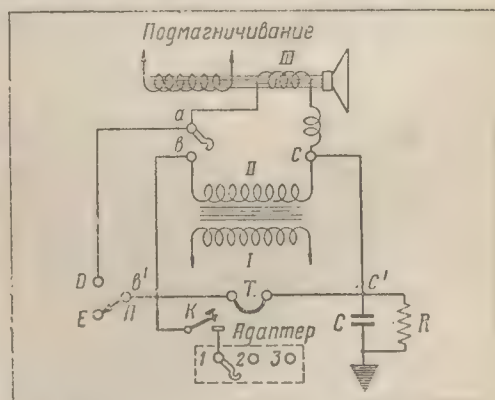 Подмагничивание
III
a
в
II
C
I
D
в'
T.
C'
E
П
K
C
R
Адаптер
1 2 3